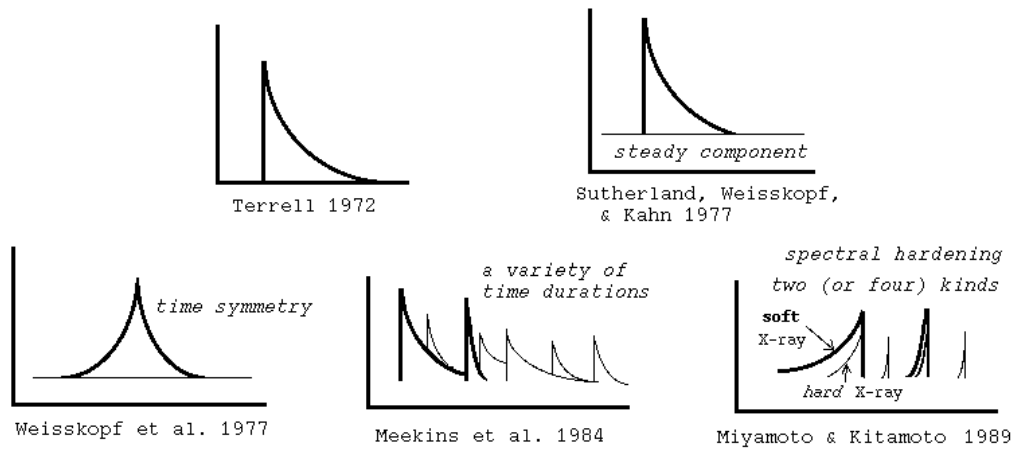 Terrell 1972
steady component
Sutherland, Weisskopf,
& Kahn 1977
time symmetry
Weisskopf et al. 1977
a variety of
time durations
Meekins et al. 1984
spectral hardening
two (or four) kinds
soft
X-ray
hard X-ray
Miyamoto & Kitamoto 1989